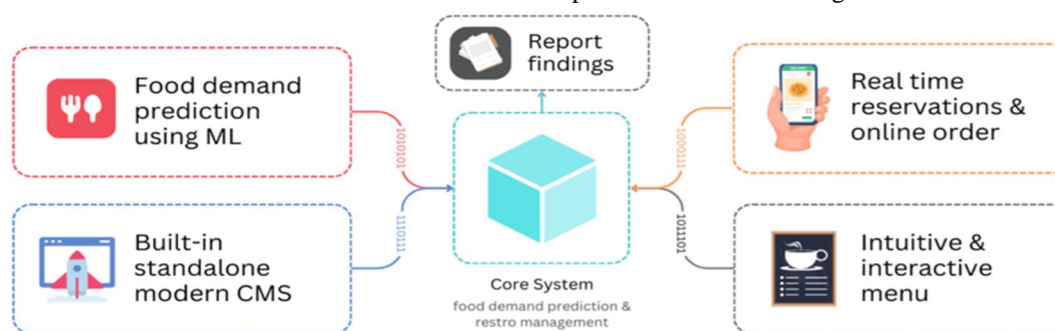 Report
findings
Food demand
prediction
using ML
Real time
reservations &
online order
1010101
1000111
Built-in
standalone
modern CMS
1110111
1011101
Intuitive &
interactive
menu
Core System
food demand prediction &
restro management